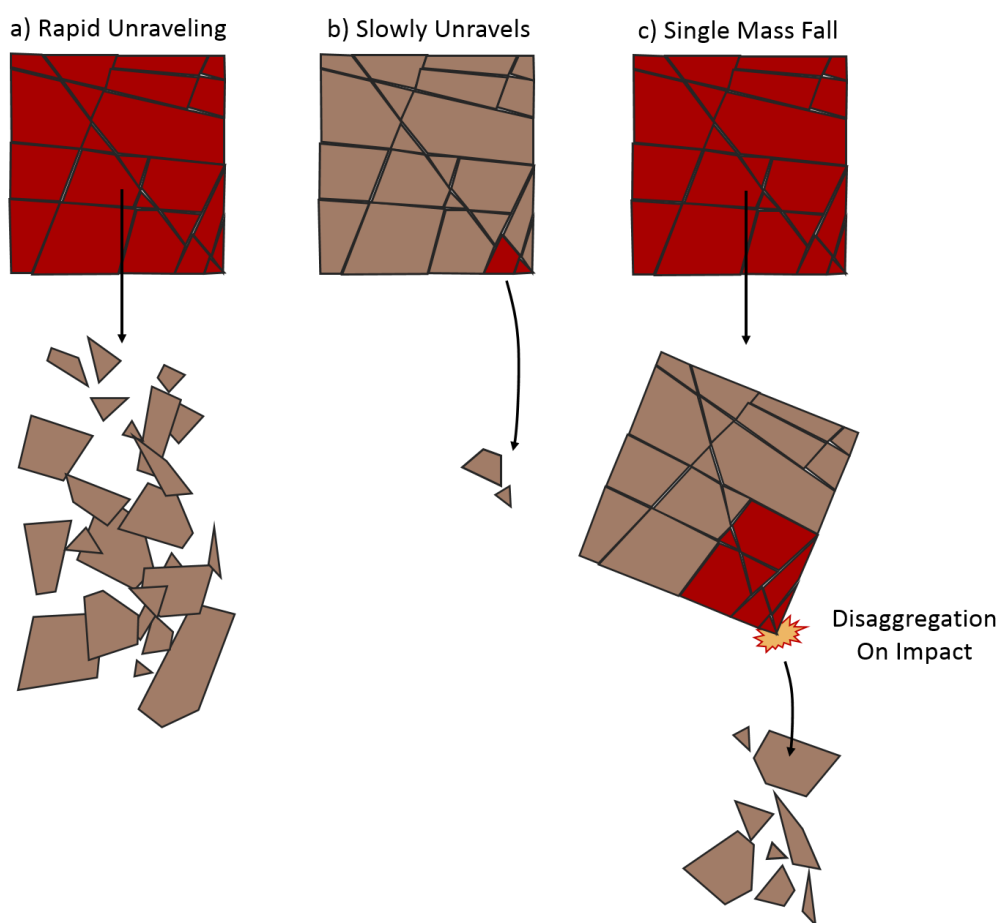 a) Rapid Unraveling
b) Slowly Unravels
c) Single Mass Fall
Disaggregation
On Impact